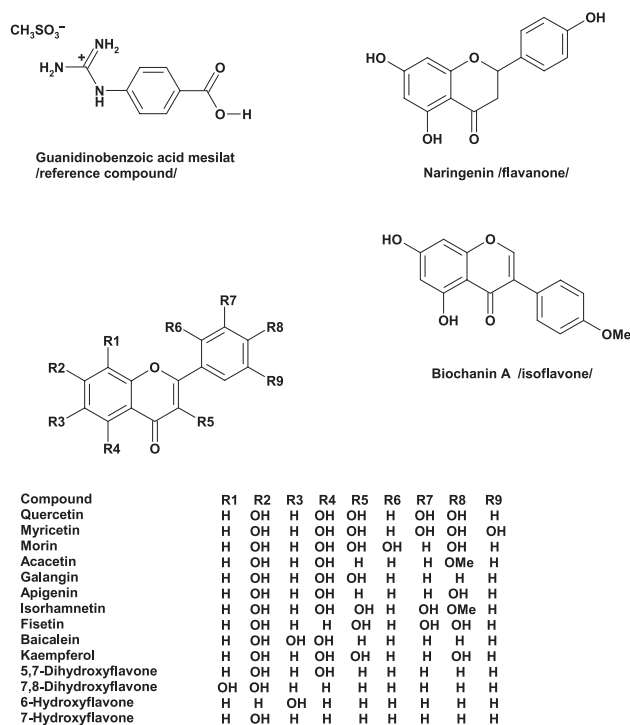 CH3SO3−
NH2
+
H2N
N
H
O
O—H
Guanidinobenzoic acid mesilat
/reference compound/
OH
HO
O
OH
O
Naringenin /flavanone/
HO
O
OH
O
OMe
Biochanin A /isoflavone/
R7
R6
R8
R1
R2
O
R9
R3
R5
R4
O
Compound R1 R2 R3 R4 R5 R6 R7 R8 R9
Quercetin H OH H OH OH H OH OH H
Myricetin H OH H OH OH H OH OH OH
Morin H OH H OH OH OH H OH H
Acacetin H OH H OH H H H OMe H
Galangin H OH H OH OH H H H H
Apigenin H OH H OH H H H OH H
Isorhamnetin H OH H OH OH H OH OMe H
Fisetin H OH H H OH H OH OH H
Baicalein H OH OH OH H H H H H
Kaempferol H OH H OH OH H H OH H
5,7-Dihydroxyflavone H OH H OH H H H H H
7,8-Dihydroxyflavone OH OH H H H H H H H
6-Hydroxyflavone H H OH H H H H H H
7-Hydroxyflavone H OH H H H H H H H